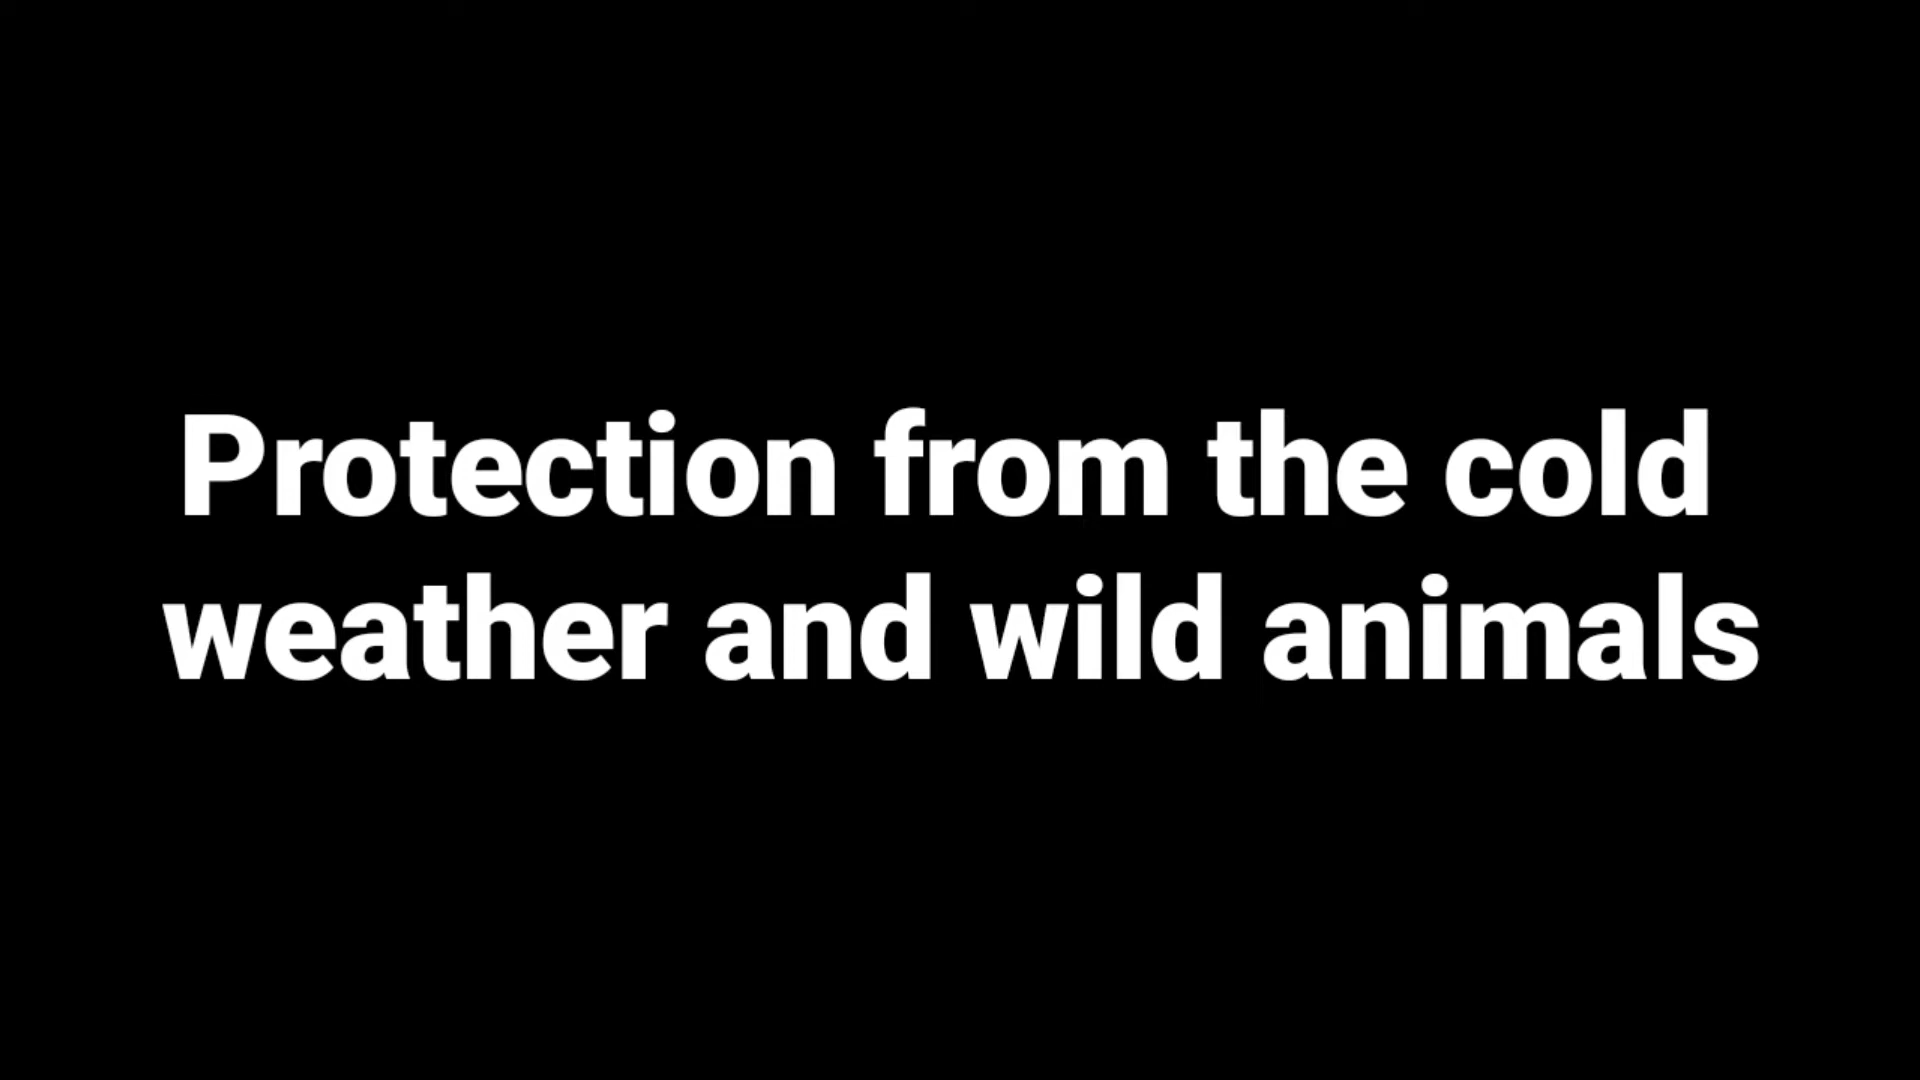 Protection from the cold
weather and wild animals